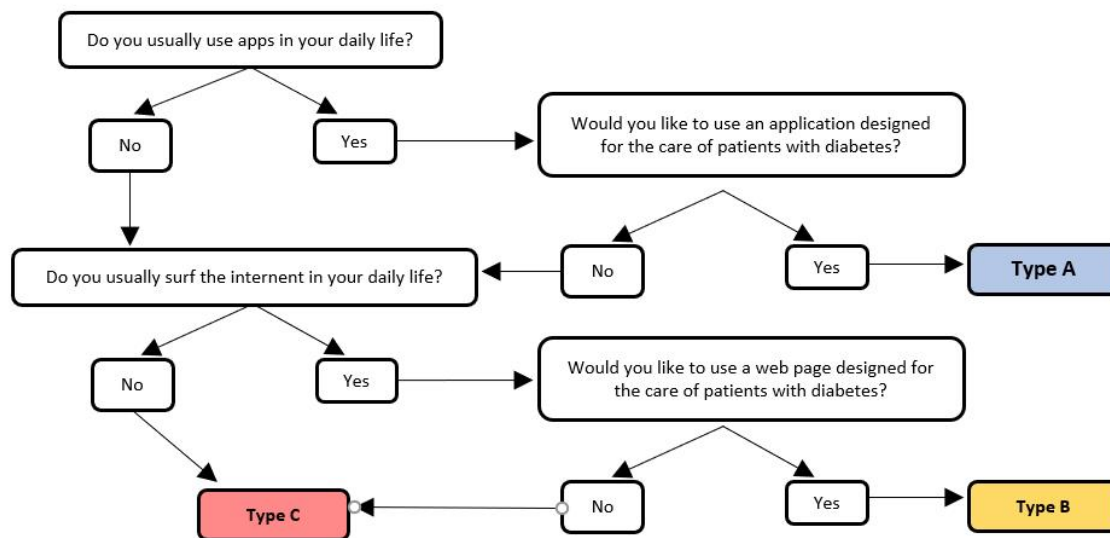 Do you usually use apps in your daily life?
No
Yes
Would you like to use an application designed
for the care of patients with diabetes?
No
Yes
Type A
Do you usually surf the internent in your daily life?
No
Yes
Would you like to use a web page designed for
the care of patients with diabetes?
No
Yes
Type B
Type C